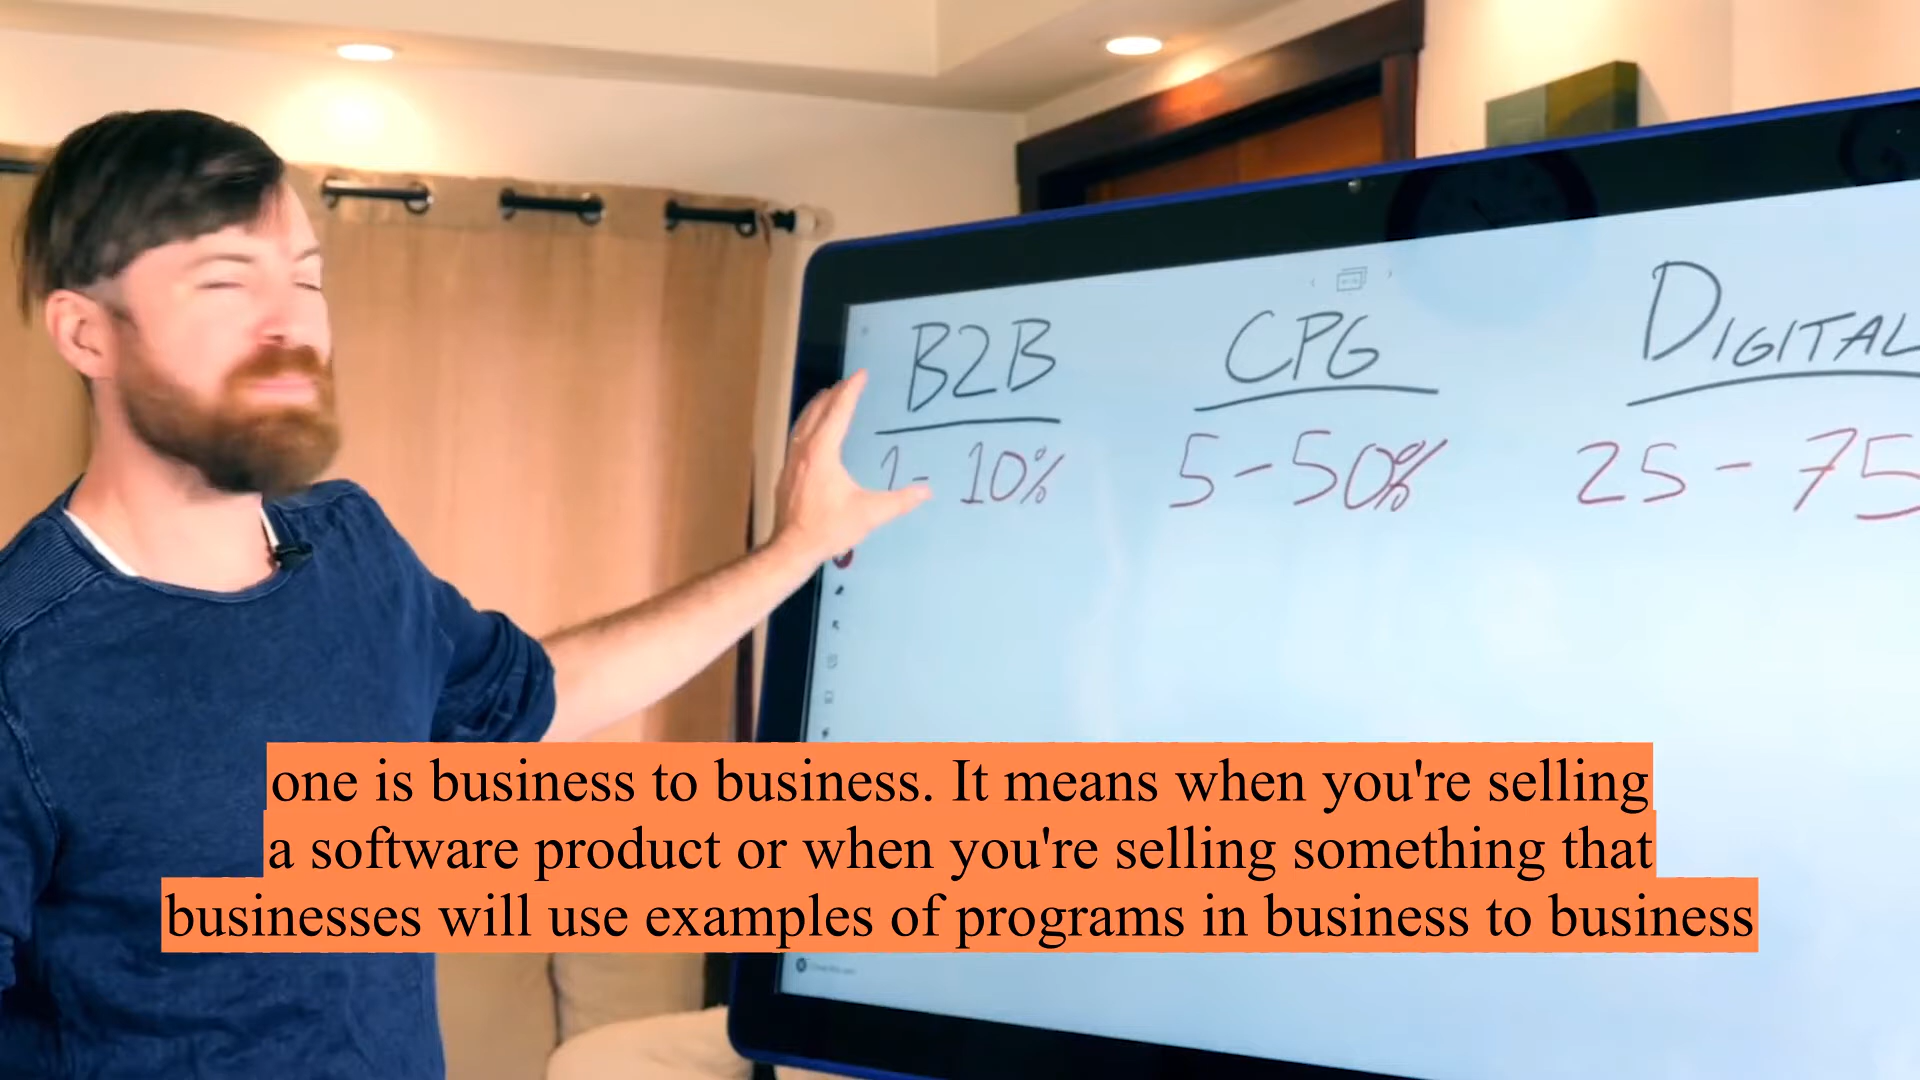 B2B
CPG
DIGITAL
1- 10%
5-50%
25 - 75
one is business to business. It means when you're selling
a software product or when you're selling something that
businesses will use examples of programs in business to business